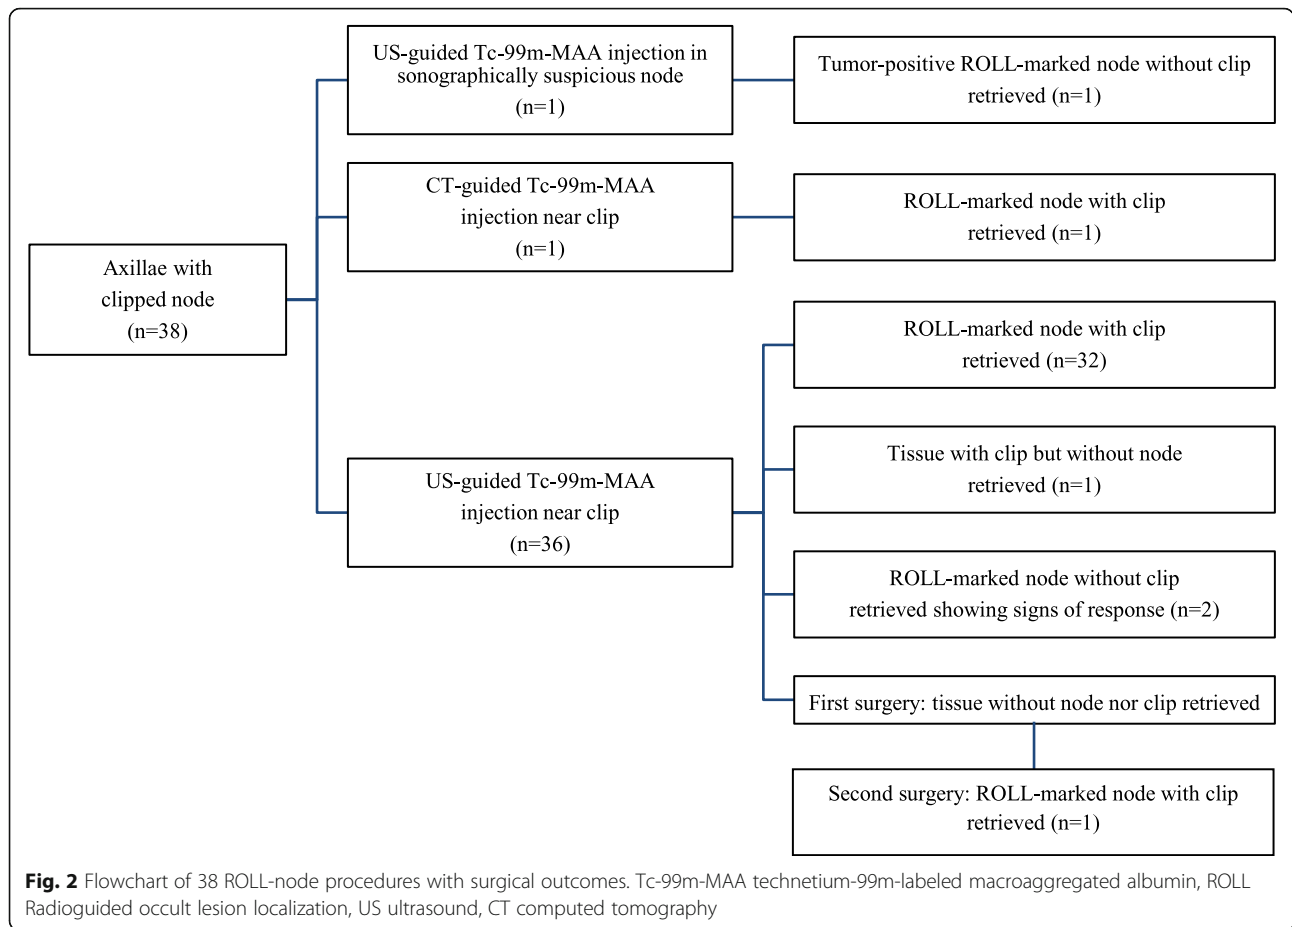 US-guided Tc-99m-MAA injection in
sonographically suspicious node
(n=1)
Tumor-positive ROLL-marked node without clip
retrieved (n=1)
CT-guided Tc-99m-MAA
injection near clip
(n=1)
ROLL-marked node with clip
retrieved (n=1)
Axillae with
clipped node
(n=38)
ROLL-marked node with clip
retrieved (n=32)
Tissue with clip but without node
retrieved (n=1)
US-guided Tc-99m-MAA
injection near clip
(n=36)
ROLL-marked node without clip
retrieved showing signs of response (n=2)
First surgery: tissue without node nor clip retrieved
Second surgery: ROLL-marked node with clip
retrieved (n=1)
Fig. 2 Flowchart of 38 ROLL-node procedures with surgical outcomes. Tc-99m-MAA technetium-99m-labeled macroaggregated albumin, ROLL
Radioguided occult lesion localization, US ultrasound, CT computed tomography